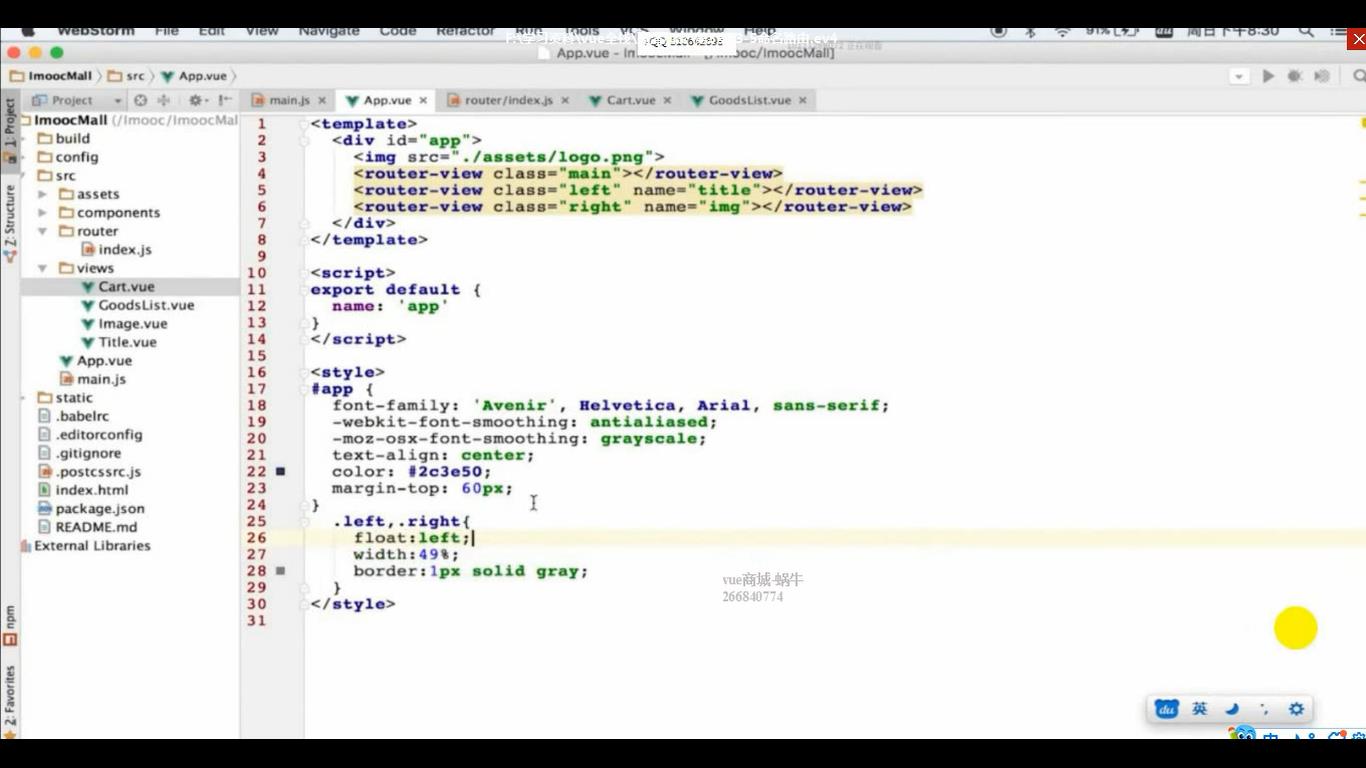 WebStorm File Edit View Navigate Code Refactor Window
91% 周日下午8:30
App.vue - ImoocMall - [/Imooc/ImoocMall]
ImoocMall src App.vue
Project
main.js App.vue router/index.js Cart.vue GoodsList.vue
1: Project
Z: Structure
npm
2: Favorites
ImoocMall (/Imooc/ImoocMal
build
config
src
assets
components
router
index.js
views
Cart.vue
GoodsList.vue
Image.vue
Title.vue
App.vue
main.js
static
.babelrc
.editorconfig
.gitignore
.postcssrc.js
index.html
package.json
README.md
External Libraries
1 <template>
2 <div id="app">
3 <img src="./assets/logo.png">
4 <router-view class="main"></router-view>
5 <router-view class="left" name="title"></router-view>
6 <router-view class="right" name="img"></router-view>
7 </div>
8 </template>
9
10 <script>
11 export default {
12 name: 'app'
13 }
14 </script>
15
16 <style>
17 #app {
18 font-family: 'Avenir', Helvetica, Arial, sans-serif;
19 -webkit-font-smoothing: antialiased;
20 -moz-osx-font-smoothing: grayscale;
21 text-align: center;
22 color: #2c3e50;
23 margin-top: 60px;
24 }
25 .left,.right{
26 float:left;
27 width:49%;
28 border:1px solid gray;
29 }
30 </style>
31
vue商城-蜗牛
266840774
du 英